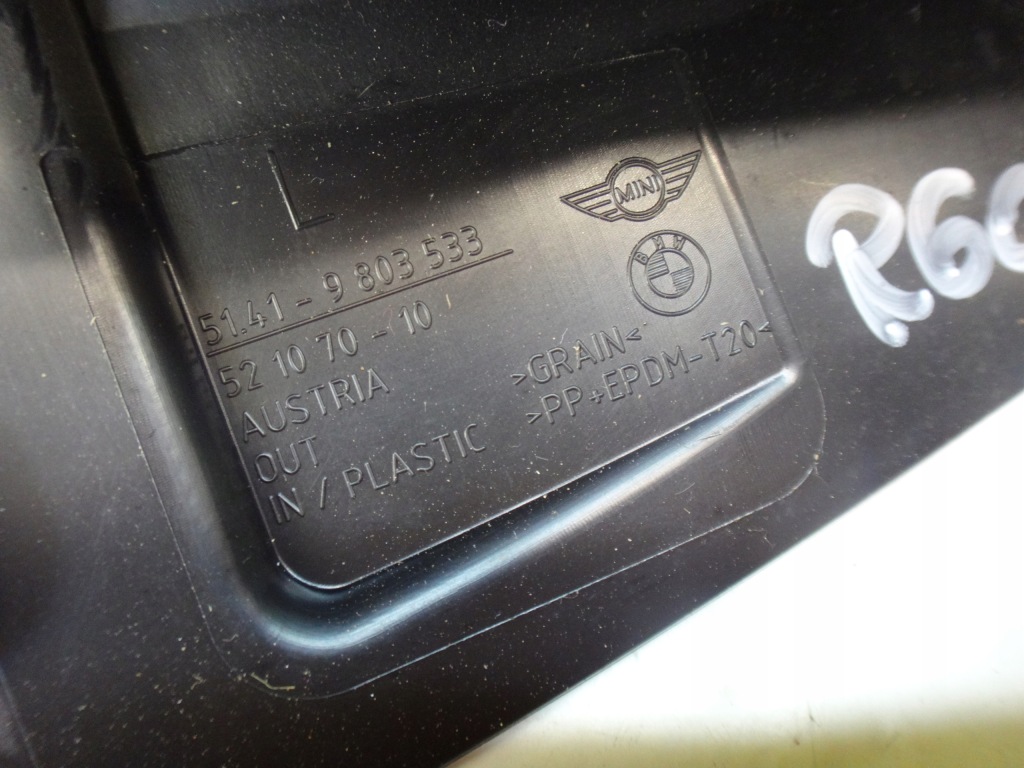 L
MINI
BMW
51.41 - 9 803 533
52 10 70 - 10
AUSTRIA
OUT
IN / PLASTIC
>GRAIN<
>PP+EPDM-T20<
R60